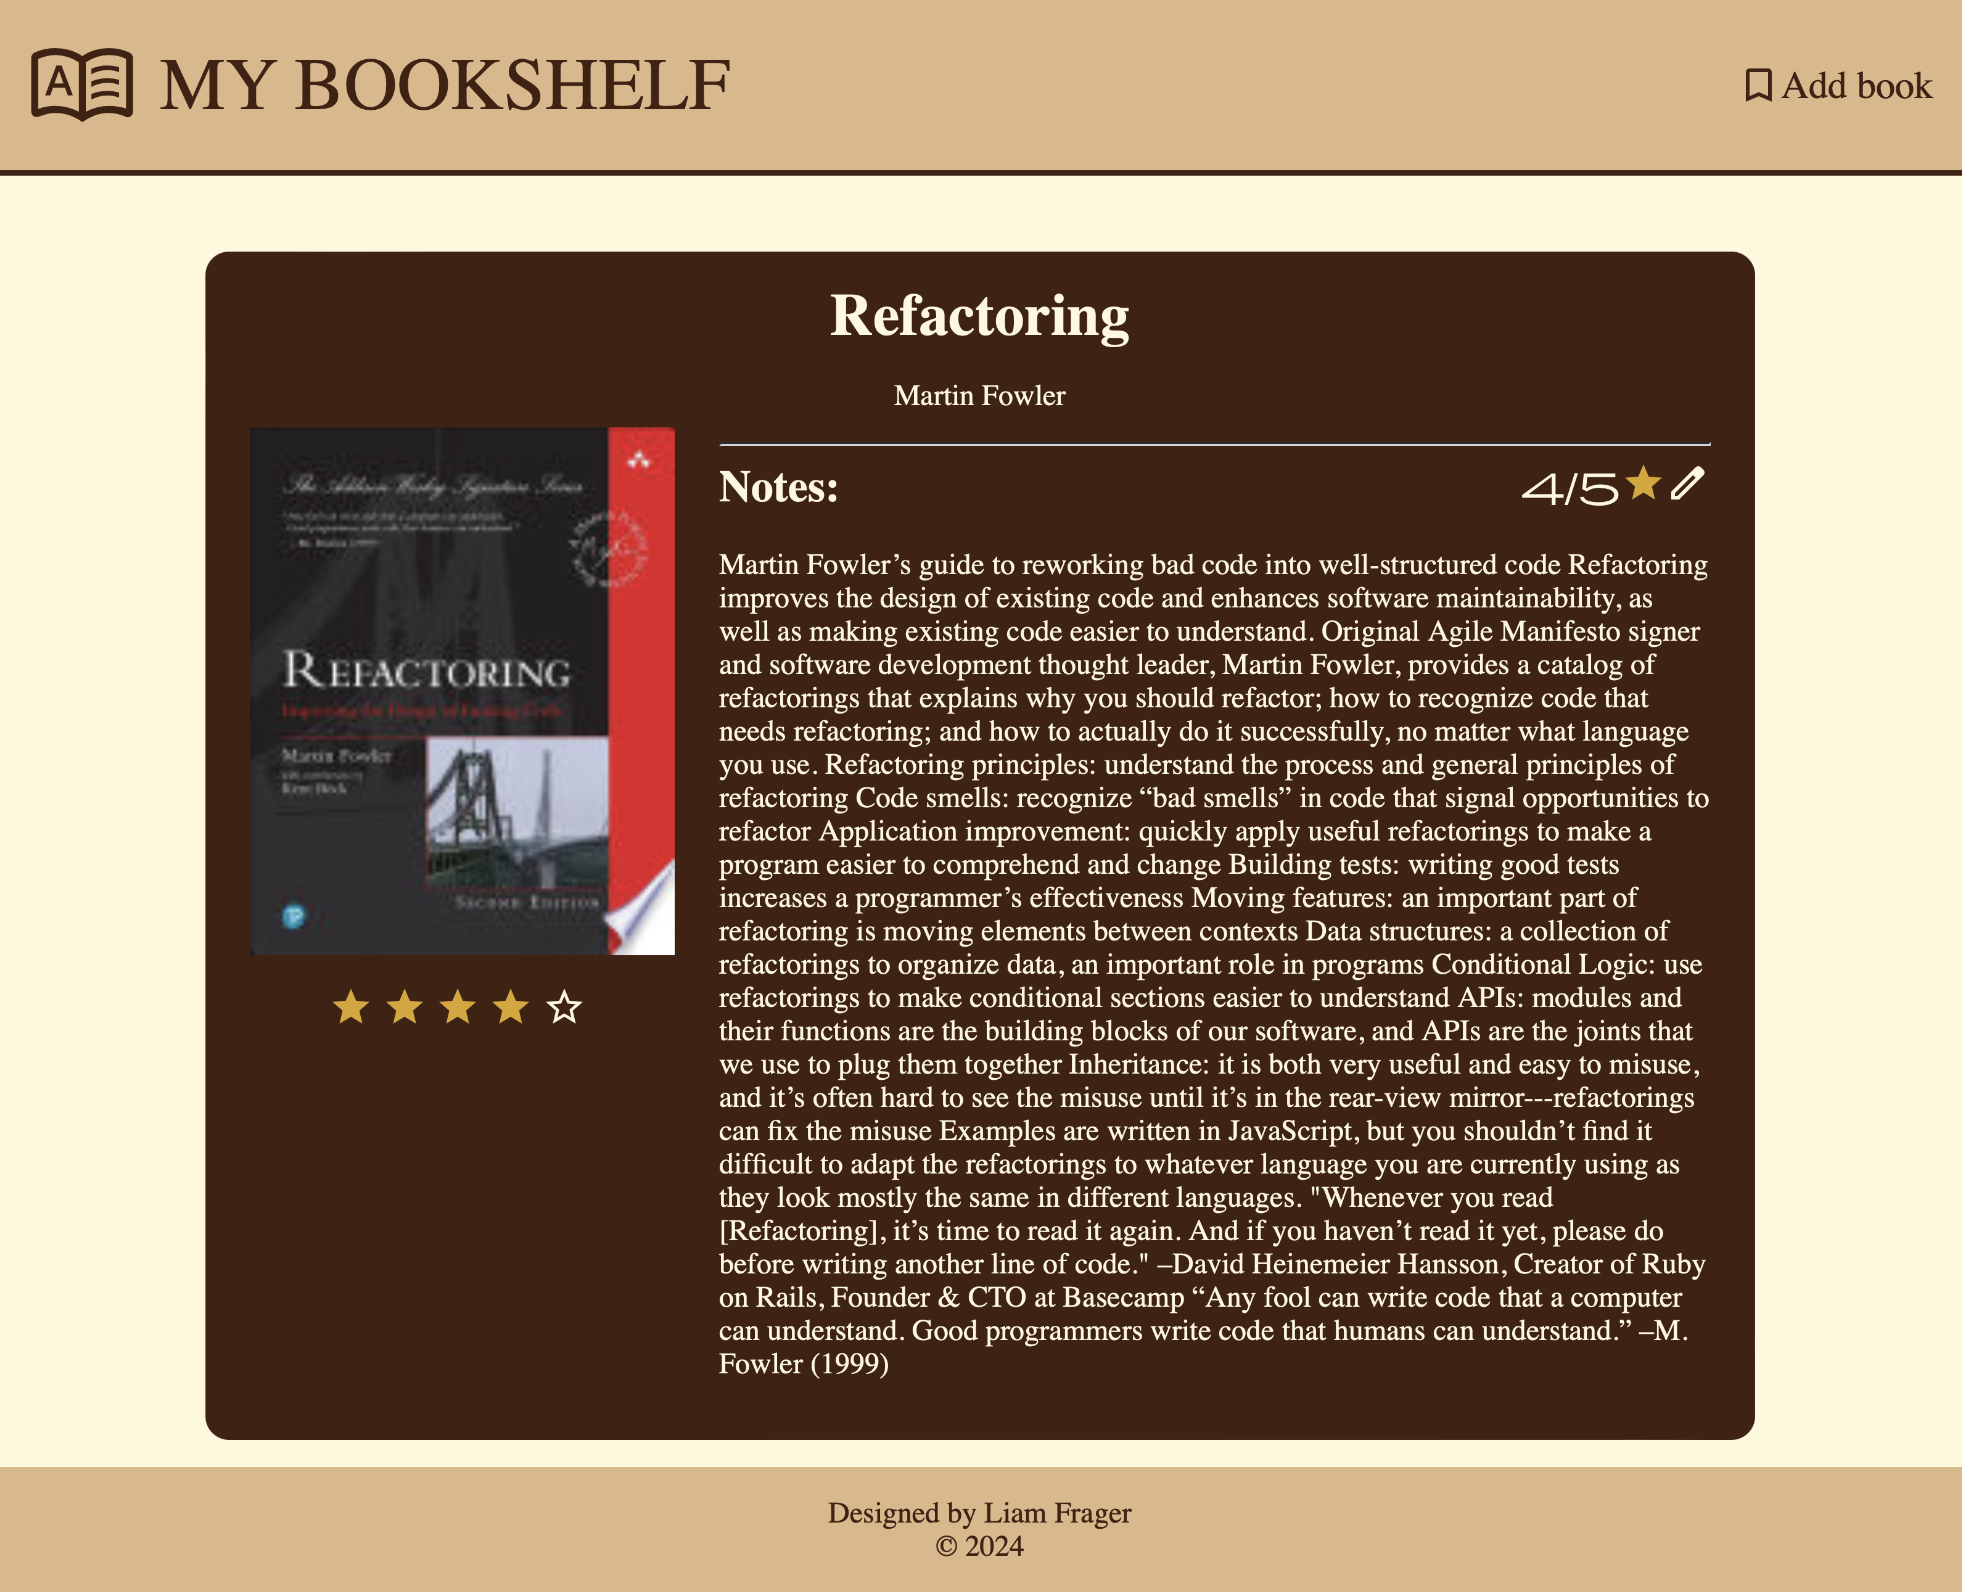 A
MY BOOKSHELF
Add book
Refactoring
Martin Fowler
The Addison Wesley Signature Series
REFACTORING
Improving the Design of Existing Code
Martin Fowler
Kent Beck
SECOND EDITION
Notes:
4/5
Martin Fowler’s guide to reworking bad code into well-structured code Refactoring
improves the design of existing code and enhances software maintainability, as
well as making existing code easier to understand. Original Agile Manifesto signer
and software development thought leader, Martin Fowler, provides a catalog of
refactorings that explains why you should refactor; how to recognize code that
needs refactoring; and how to actually do it successfully, no matter what language
you use. Refactoring principles: understand the process and general principles of
refactoring Code smells: recognize “bad smells” in code that signal opportunities to
refactor Application improvement: quickly apply useful refactorings to make a
program easier to comprehend and change Building tests: writing good tests
increases a programmer’s effectiveness Moving features: an important part of
refactoring is moving elements between contexts Data structures: a collection of
refactorings to organize data, an important role in programs Conditional Logic: use
refactorings to make conditional sections easier to understand APIs: modules and
their functions are the building blocks of our software, and APIs are the joints that
we use to plug them together Inheritance: it is both very useful and easy to misuse,
and it’s often hard to see the misuse until it’s in the rear-view mirror---refactorings
can fix the misuse Examples are written in JavaScript, but you shouldn’t find it
difficult to adapt the refactorings to whatever language you are currently using as
they look mostly the same in different languages. "Whenever you read
[Refactoring], it’s time to read it again. And if you haven’t read it yet, please do
before writing another line of code." –David Heinemeier Hansson, Creator of Ruby
on Rails, Founder & CTO at Basecamp “Any fool can write code that a computer
can understand. Good programmers write code that humans can understand.” –M.
Fowler (1999)
Designed by Liam Frager
© 2024